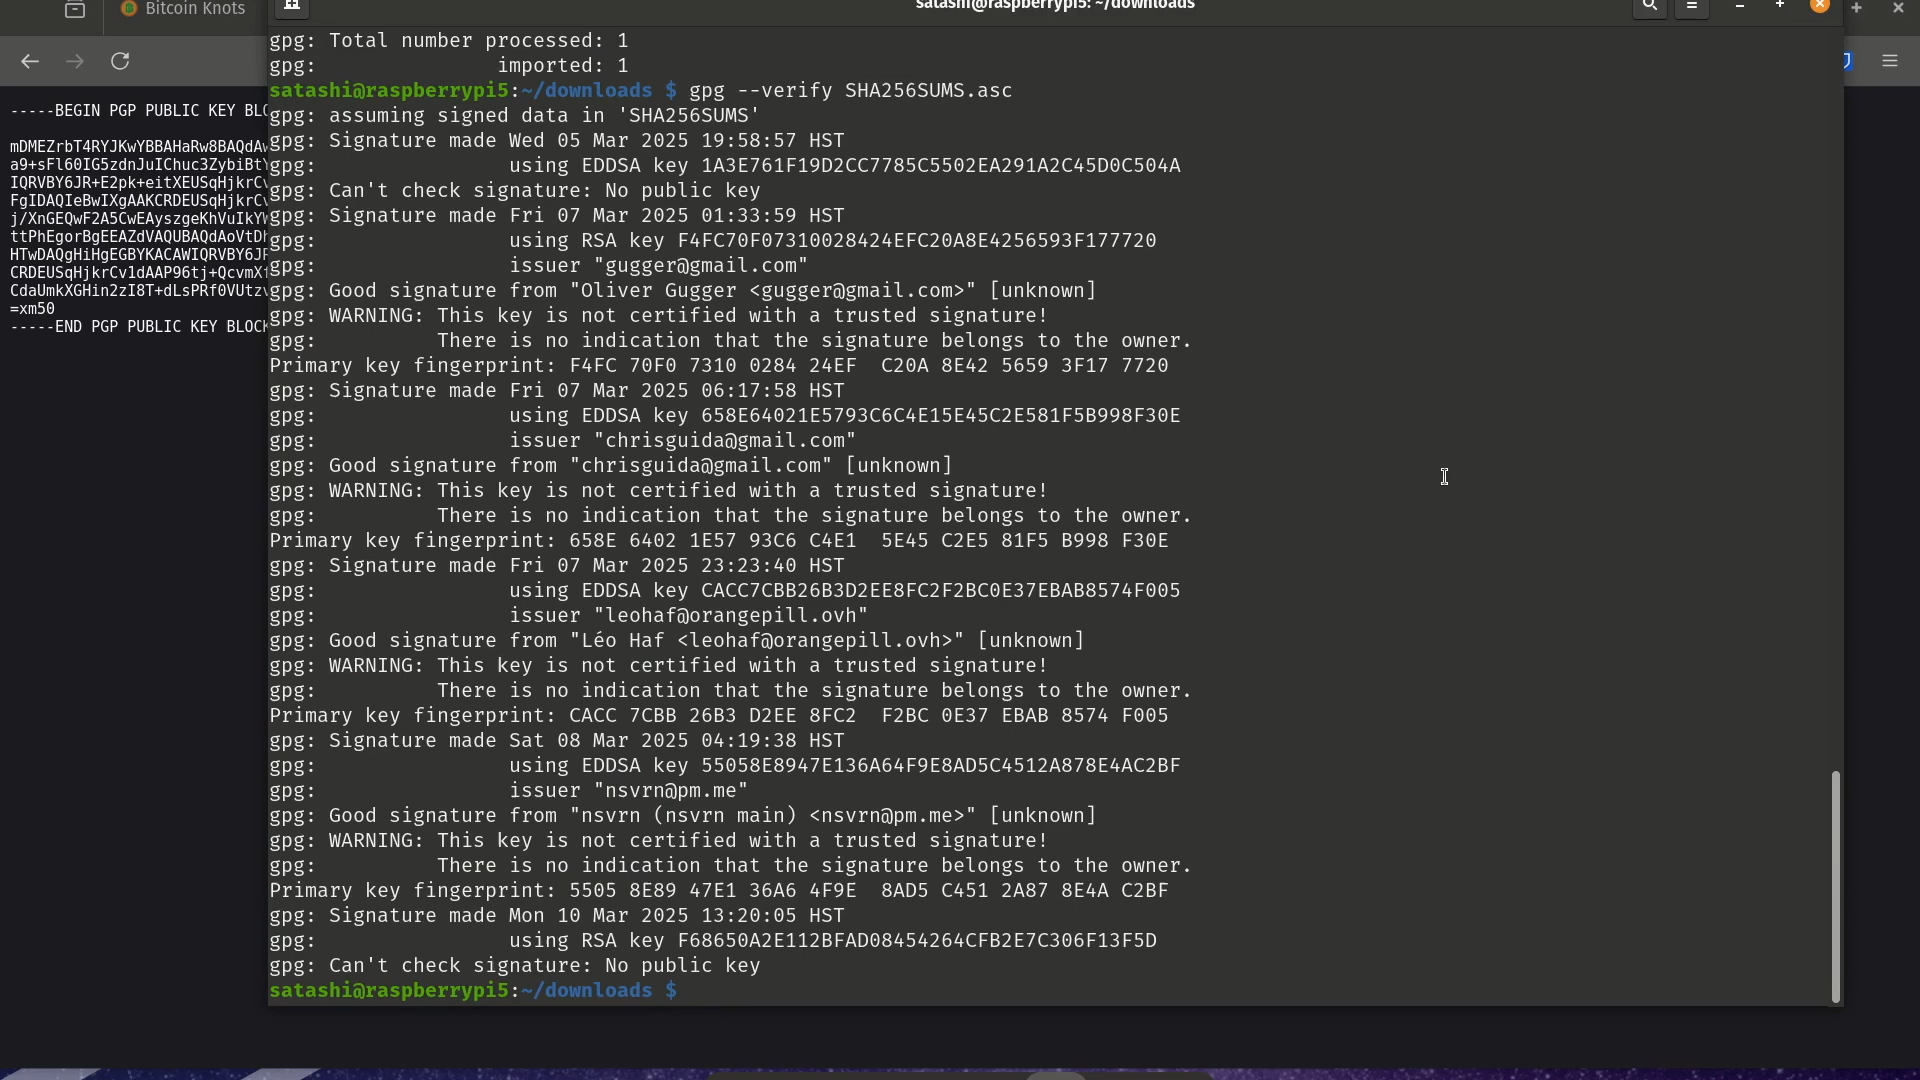 Bitcoin Knots
satashi@raspberrypi5: ~/downloads
-----BEGIN PGP PUBLIC KEY BLO
mDMEZrbT4RYJKwYBBAHaRw8BAQdAw
a9+sFl60IG5zdnJuIChuc3ZybiBtY
IQRVBY6JR+E2pk+eitXEUSqHjkrCv
FgIDAQIeBwIXgAAKCRDEUSqHjkrCv
j/XnGEQwF2A5CwEAyszgeKhVuIkYW
ttPhEgorBgEEAZdVAQUBAQdAoVtDh
HTwDAQgHiHgEGBYKACAWIQRVBY6JR
CRDEUSqHjkrCv1dAAP96tj+QcvmXf
CdaUmkXGHin2zI8T+dLsPRf0VUtzv
=xm50
-----END PGP PUBLIC KEY BLOCK
gpg: Total number processed: 1
gpg:               imported: 1
satashi@raspberrypi5:~/downloads $ gpg --verify SHA256SUMS.asc
gpg: assuming signed data in 'SHA256SUMS'
gpg: Signature made Wed 05 Mar 2025 19:58:57 HST
gpg:                using EDDSA key 1A3E761F19D2CC7785C5502EA291A2C45D0C504A
gpg: Can't check signature: No public key
gpg: Signature made Fri 07 Mar 2025 01:33:59 HST
gpg:                using RSA key F4FC70F07310028424EFC20A8E4256593F177720
gpg:                issuer "gugger@gmail.com"
gpg: Good signature from "Oliver Gugger <gugger@gmail.com>" [unknown]
gpg: WARNING: This key is not certified with a trusted signature!
gpg:          There is no indication that the signature belongs to the owner.
Primary key fingerprint: F4FC 70F0 7310 0284 24EF  C20A 8E42 5659 3F17 7720
gpg: Signature made Fri 07 Mar 2025 06:17:58 HST
gpg:                using EDDSA key 658E64021E5793C6C4E15E45C2E581F5B998F30E
gpg:                issuer "chrisguida@gmail.com"
gpg: Good signature from "chrisguida@gmail.com" [unknown]
gpg: WARNING: This key is not certified with a trusted signature!
gpg:          There is no indication that the signature belongs to the owner.
Primary key fingerprint: 658E 6402 1E57 93C6 C4E1  5E45 C2E5 81F5 B998 F30E
gpg: Signature made Fri 07 Mar 2025 23:23:40 HST
gpg:                using EDDSA key CACC7CBB26B3D2EE8FC2F2BC0E37EBAB8574F005
gpg:                issuer "leohaf@orangepill.ovh"
gpg: Good signature from "Léo Haf <leohaf@orangepill.ovh>" [unknown]
gpg: WARNING: This key is not certified with a trusted signature!
gpg:          There is no indication that the signature belongs to the owner.
Primary key fingerprint: CACC 7CBB 26B3 D2EE 8FC2  F2BC 0E37 EBAB 8574 F005
gpg: Signature made Sat 08 Mar 2025 04:19:38 HST
gpg:                using EDDSA key 55058E8947E136A64F9E8AD5C4512A878E4AC2BF
gpg:                issuer "nsvrn@pm.me"
gpg: Good signature from "nsvrn (nsvrn main) <nsvrn@pm.me>" [unknown]
gpg: WARNING: This key is not certified with a trusted signature!
gpg:          There is no indication that the signature belongs to the owner.
Primary key fingerprint: 5505 8E89 47E1 36A6 4F9E  8AD5 C451 2A87 8E4A C2BF
gpg: Signature made Mon 10 Mar 2025 13:20:05 HST
gpg:                using RSA key F68650A2E112BFAD08454264CFB2E7C306F13F5D
gpg: Can't check signature: No public key
satashi@raspberrypi5:~/downloads $